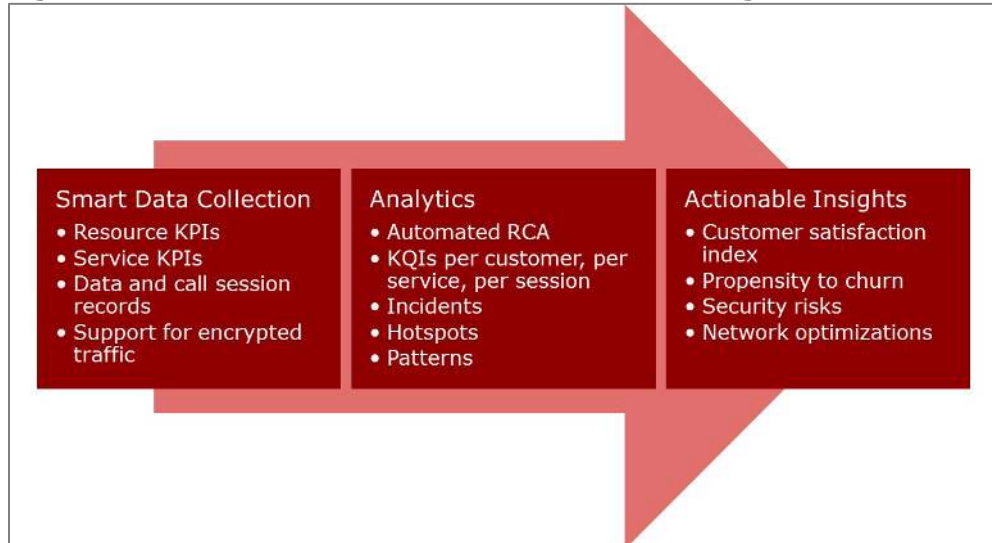 Smart Data Collection
• Resource KPIs
• Service KPIs
• Data and call session
records
• Support for encrypted
traffic
Analytics
• Automated RCA
• KQIs per customer, per
service, per session
• Incidents
• Hotspots
• Patterns
Actionable Insights
• Customer satisfaction
index
• Propensity to churn
• Security risks
• Network optimizations